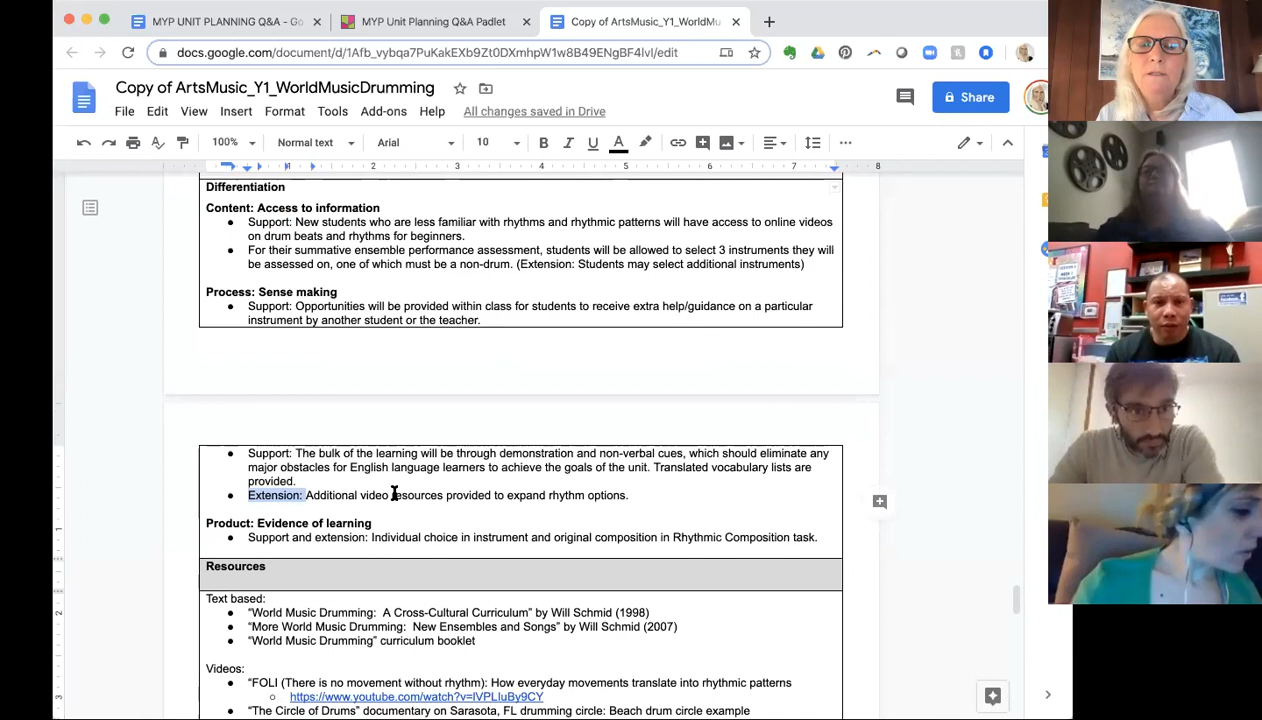 MYP UNIT PLANNING Q&A - Go
MYP Unit Planning Q&A Padlet
Copy of ArtsMusic_Y1_WorldMu
docs.google.com/document/d/1Afb_vybqa7PuKakEXI9Zt0DXmhpW1w8B49ENgBF4lvI/edit
Copy of ArtsMusic_Y1_WorldMusicDrumming
File Edit View Insert Format Tools Add-ons Help All changes saved in Drive
Share
100% Normal text Arial 10 B I U A
1 2 3 4 5 6 7 8
Differentiation
Content: Access to information
● Support: New students who are less familiar with rhythms and rhythmic patterns will have access to online videos
on drum beats and rhythms for beginners.
● For their summative ensemble performance assessment, students will be allowed to select 3 instruments they will
be assessed on, one of which must be a non-drum. (Extension: Students may select additional instruments)
Process: Sense making
● Support: Opportunities will be provided within class for students to receive extra help/guidance on a particular
instrument by another student or the teacher.
● Support: The bulk of the learning will be through demonstration and non-verbal cues, which should eliminate any
major obstacles for English language learners to achieve the goals of the unit. Translated vocabulary lists are
provided.
● Extension: Additional video resources provided to expand rhythm options.
Product: Evidence of learning
● Support and extension: Individual choice in instrument and original composition in Rhythmic Composition task.
Resources
Text based:
● “World Music Drumming: A Cross-Cultural Curriculum” by Will Schmid (1998)
● “More World Music Drumming: New Ensembles and Songs” by Will Schmid (2007)
● “World Music Drumming” curriculum booklet
Videos:
● “FOLI (There is no movement without rhythm): How everyday movements translate into rhythmic patterns
○ https://www.youtube.com/watch?v=lVPLIuBy9CY
● “The Circle of Drums” documentary on Sarasota, FL drumming circle: Beach drum circle example